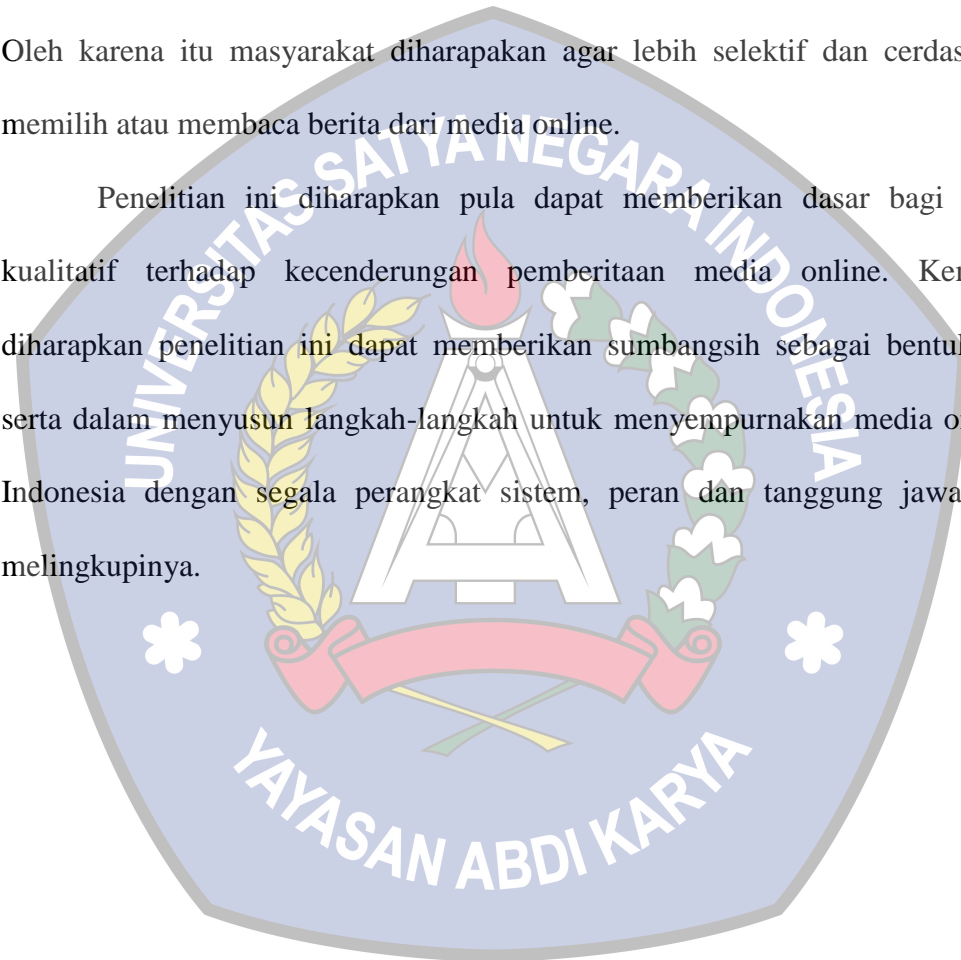 Oleh karena itu masyarakat diharapakan agar lebih selektif dan cerdas
memilih atau membaca berita dari media online.
Penelitian ini diharapkan pula dapat memberikan dasar bagi
kualitatif terhadap kecenderungan pemberitaan media online.
diharapkan penelitian ini dapat memberikan sumbangsih sebagai
serta dalam menyusun langkah-langkah untuk menyempurnakan media
Indonesia dengan segala perangkat sistem, peran dan tanggung
melingkupinya.
UNIVERSITAS SATYA NEGARA INDONESIA
YAYASAN ABDI KARYA